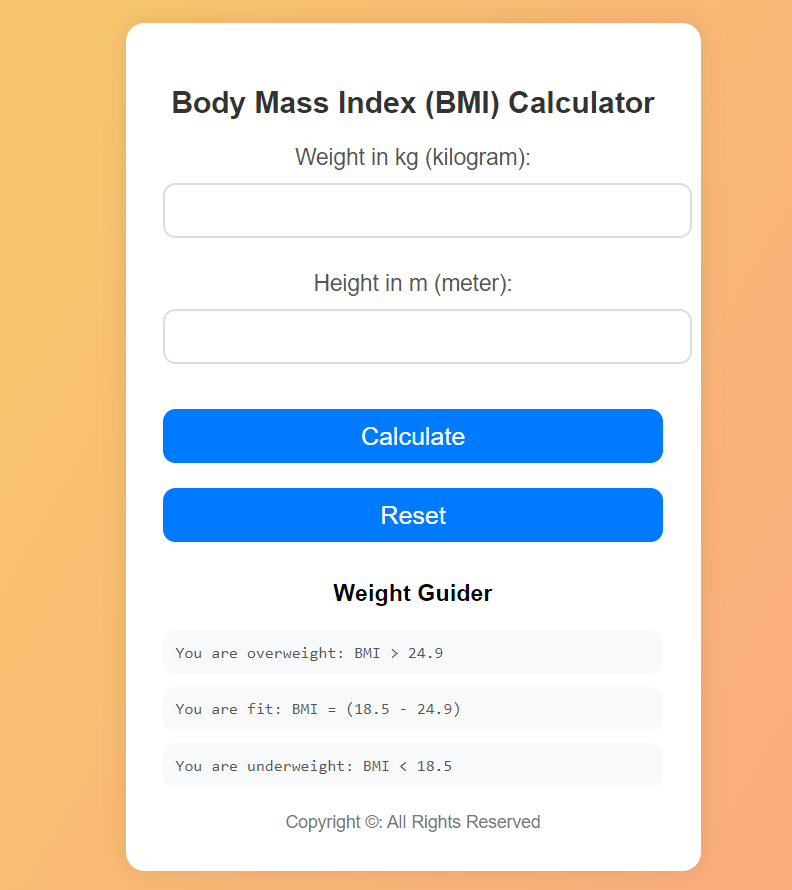 Body Mass Index (BMI) Calculator
Weight in kg (kilogram):
Height in m (meter):
Calculate
Reset
Weight Guider
You are overweight: BMI > 24.9
You are fit: BMI = (18.5 - 24.9)
You are underweight: BMI < 18.5
Copyright ©: All Rights Reserved